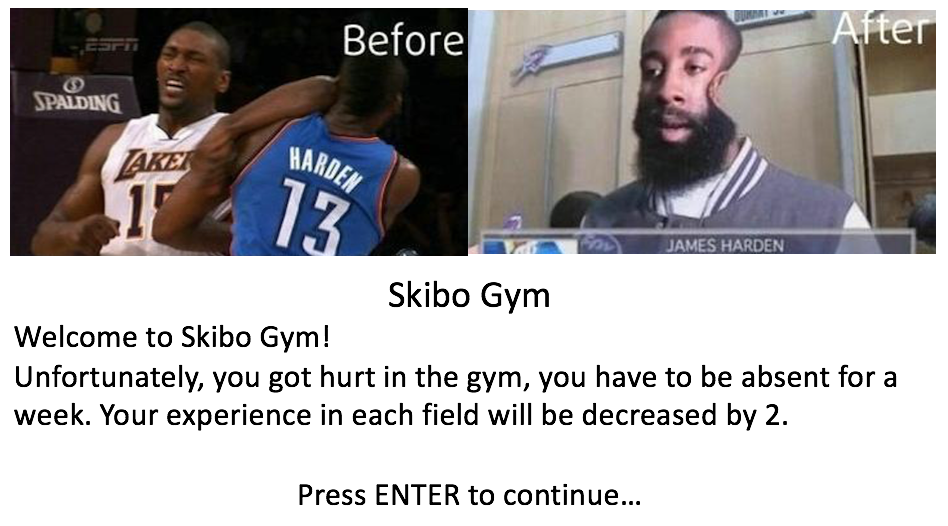 Before
After
ESPN
SPALDING
LAKERS
15
HARDEN
13
JAMES HARDEN
Skibo Gym
Welcome to Skibo Gym!
Unfortunately, you got hurt in the gym, you have to be absent for a
week. Your experience in each field will be decreased by 2.
Press ENTER to continue...